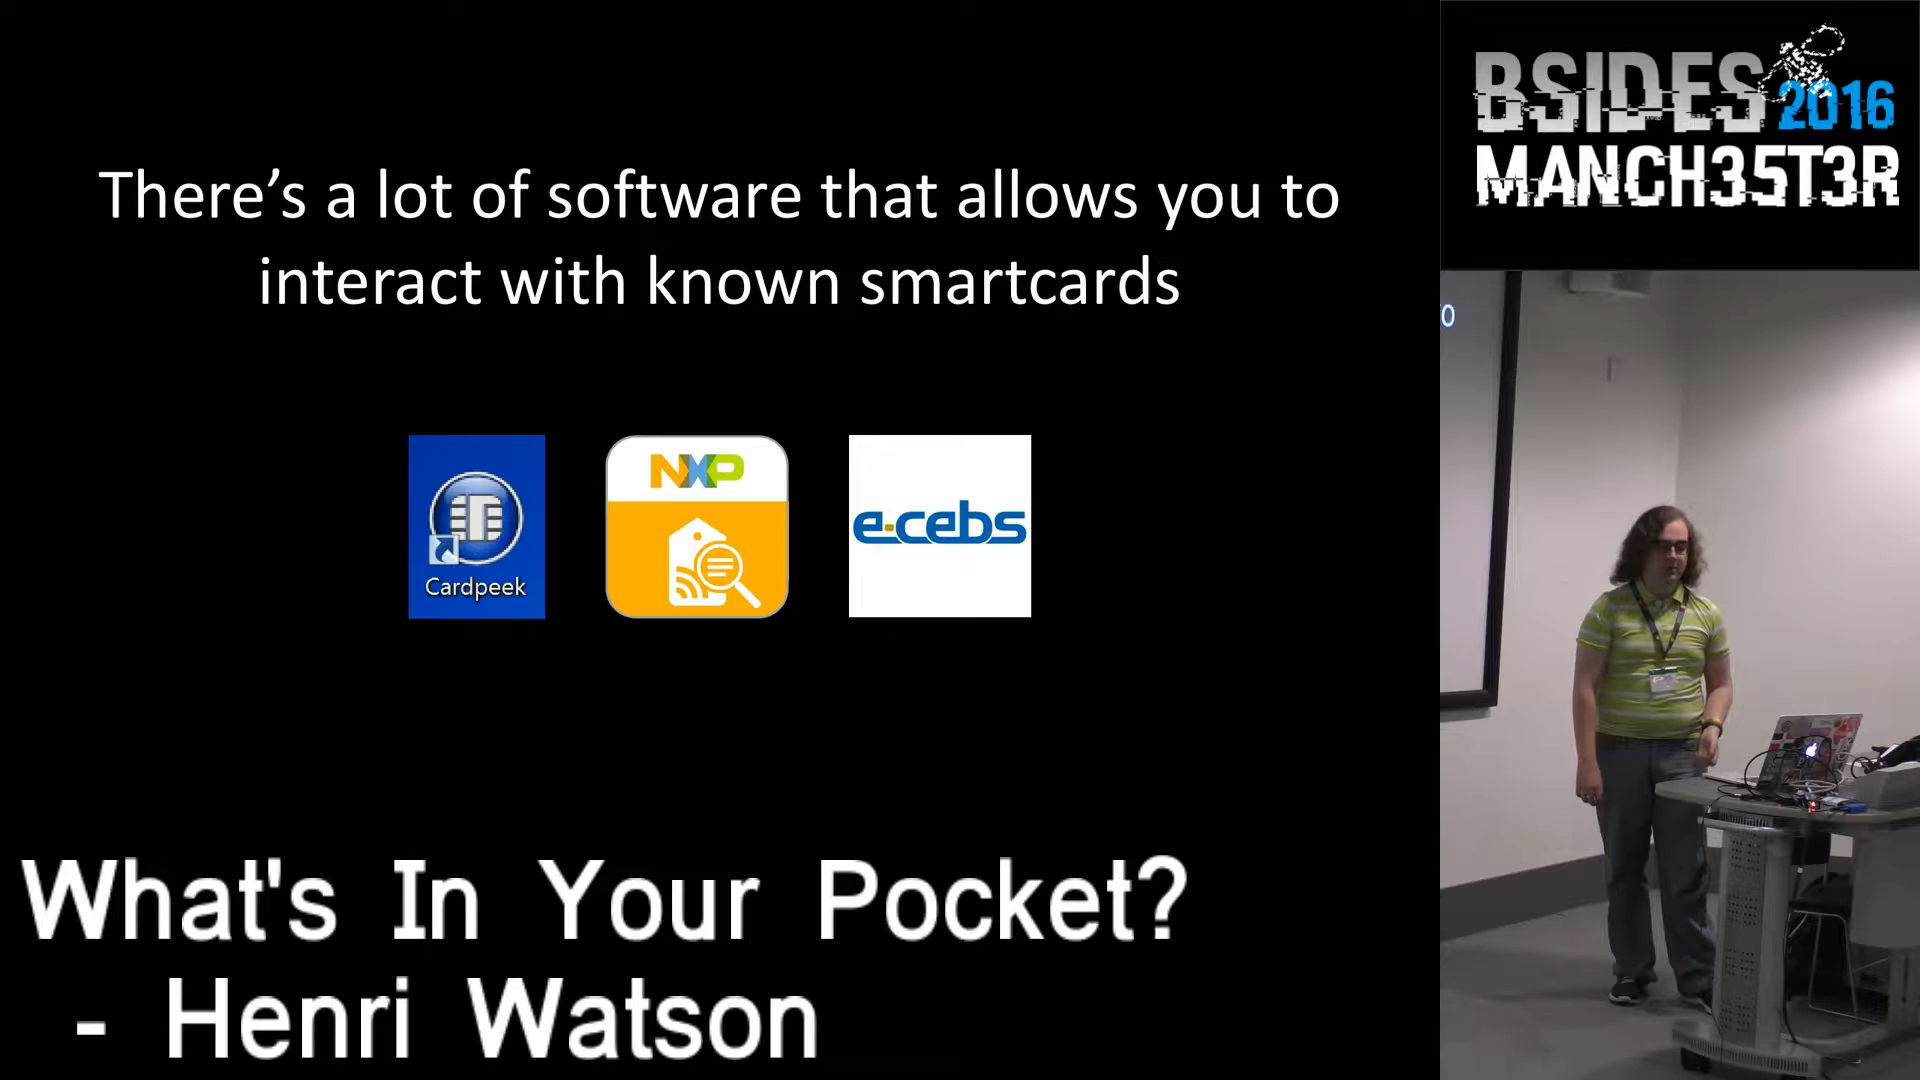 There’s a lot of software that allows you to
interact with known smartcards
Cardpeek
NXP
e-cebs
What's In Your Pocket?
- Henri Watson
BSIDES 2016
MANCH35T3R